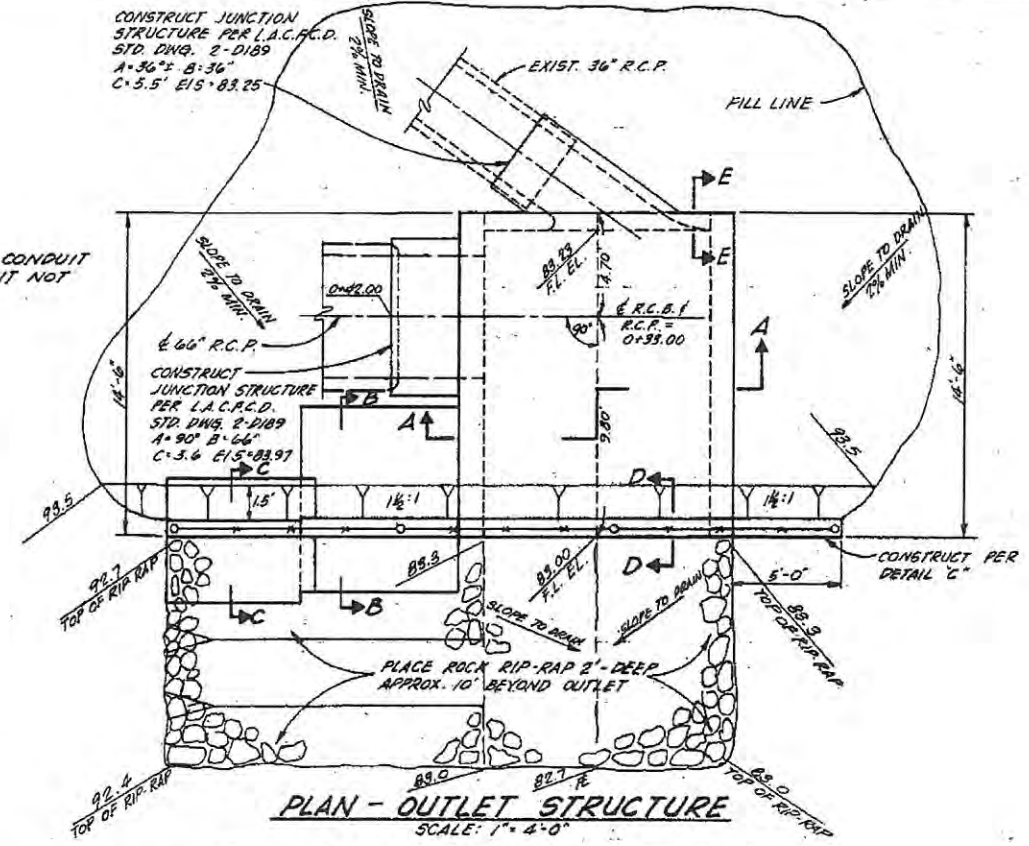 CONSTRUCT JUNCTION
STRUCTURE PER L.A.C.F.C.D.
STD. DWG. 2-D189
A=36°± B=36"
C=5.5' EIS=83.25
SLOPE TO DRAIN
2% MIN.
EXIST. 36" R.C.P.
FILL LINE
E
E
CONDUIT
IT NOT
SLOPE TO DRAIN
2% MIN.
83.23
F.L. EL.
4.70
SLOPE TO DRAIN
2% MIN.
0+42.00
℄ R.C.B. &
R.C.P. =
0+33.00
90°
A
℄ 66" R.C.P.
14'-6"
14'-6"
CONSTRUCT
JUNCTION STRUCTURE
PER L.A.C.F.C.D.
STD. DWG. 2-D189
A=90° B=66"
C=3.6 EIS=83.97
B
A
9.80'
C
D
93.5
93.5
1.5'
1½:1
1½:1
CONSTRUCT PER
DETAIL "C"
92.7
TOP OF RIP-RAP
83.3
83.00
F.L. EL.
D
5'-0"
83.3
TOP OF RIP-RAP
C
B
SLOPE TO DRAIN
SLOPE TO DRAIN
PLACE ROCK RIP-RAP 2'-DEEP
APPROX. 10' BEYOND OUTLET
92.4
TOP OF RIP-RAP
83.0
82.7
83.0
TOP OF RIP-RAP
PLAN - OUTLET STRUCTURE
SCALE: 1"= 4'-0"